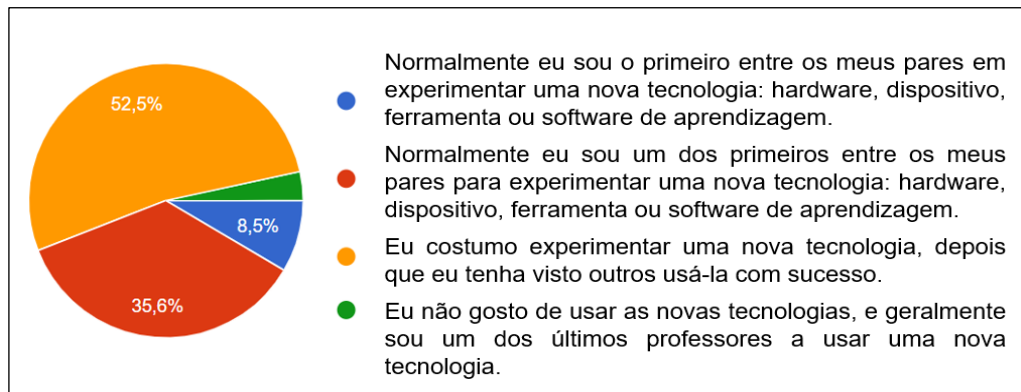 52,5%
8,5%
35,6%
Normalmente eu sou o primeiro entre os meus pares em
experimentar uma nova tecnologia: hardware, dispositivo,
ferramenta ou software de aprendizagem.
Normalmente eu sou um dos primeiros entre os meus
pares para experimentar uma nova tecnologia: hardware,
dispositivo, ferramenta ou software de aprendizagem.
Eu costumo experimentar uma nova tecnologia, depois
que eu tenha visto outros usá-la com sucesso.
Eu não gosto de usar as novas tecnologias, e geralmente
sou um dos últimos professores a usar uma nova
tecnologia.